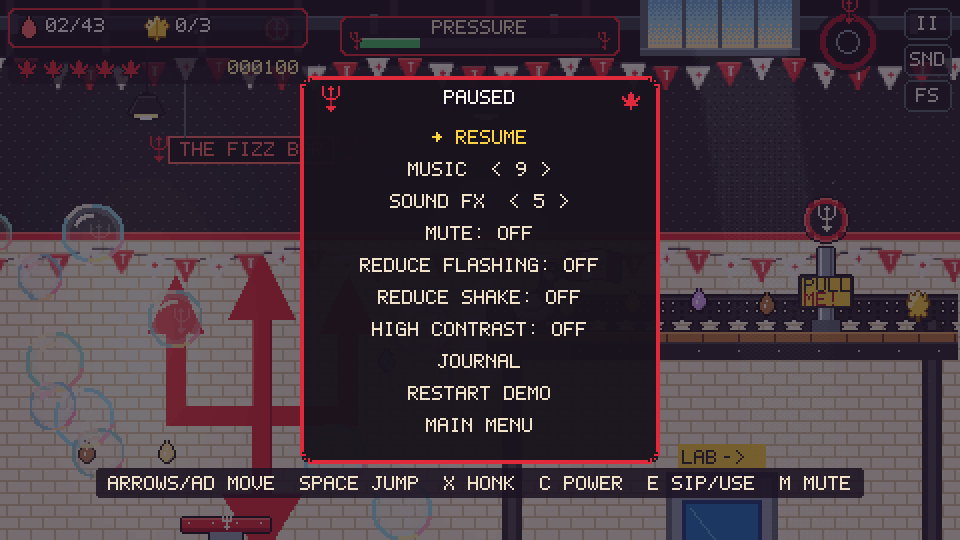 02/43
0/3
PRESSURE
II
SND
FS
000100
THE FIZZ B
PAUSED
RESUME
MUSIC < 9 >
SOUND FX < 5 >
MUTE: OFF
REDUCE FLASHING: OFF
REDUCE SHAKE: OFF
HIGH CONTRAST: OFF
JOURNAL
RESTART DEMO
MAIN MENU
PULL
ME!
LAB ->
ARROWS/AD MOVE SPACE JUMP X HONK C POWER E SIP/USE M MUTE